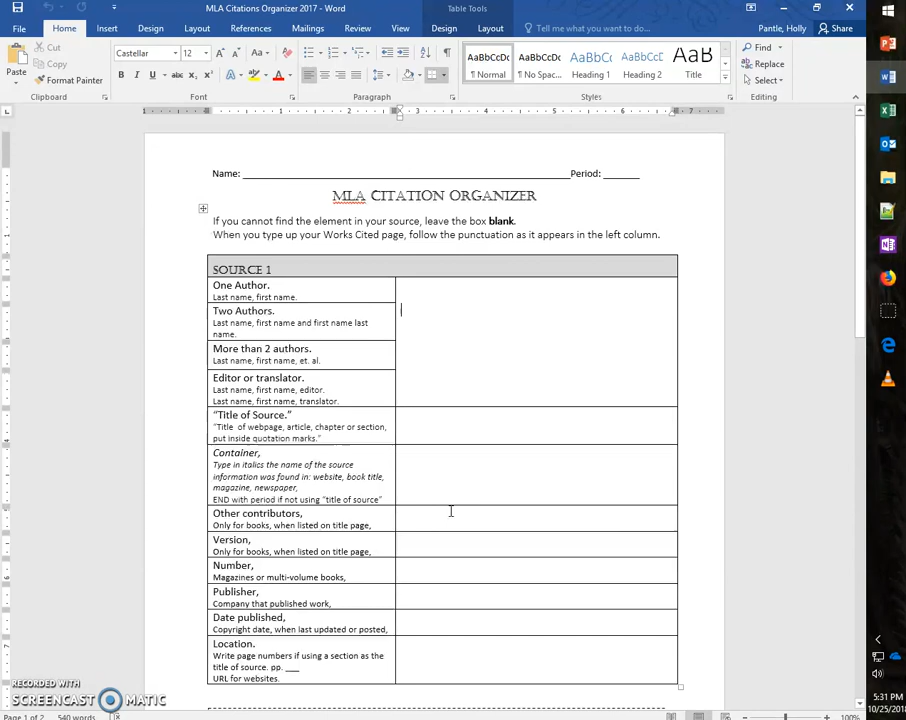 MLA Citations Organizer 2017 - Word
Table Tools
Pantle, Holly
Share
File Home Insert Design Layout References Mailings Review View Design Layout Tell me what you want to do...
Paste
Cut
Copy
Format Painter
Clipboard
Castellar 12
Font
Paragraph
AaBbCcDc AaBbCcDc AaBbCc AaBbCc AaB
¶ Normal ¶ No Spac... Heading 1 Heading 2 Title
Styles
Find
Replace
Select
Editing
Name: Period:
MLA CITATION ORGANIZER
If you cannot find the element in your source, leave the box blank.
When you type up your Works Cited page, follow the punctuation as it appears in the left column.
SOURCE 1
One Author.
Last name, first name.
Two Authors.
Last name, first name and first name last
name.
More than 2 authors.
Last name, first name, et. al.
Editor or translator.
Last name, first name, editor.
Last name, first name, translator.
“Title of Source.”
“Title of webpage, article, chapter or section,
put inside quotation marks.”
Container,
Type in italics the name of the source
information was found in: website, book title,
magazine, newspaper,
END with period if not using “title of source”
Other contributors,
Only for books, when listed on title page,
Version,
Only for books, when listed on title page,
Number,
Magazines or multi-volume books,
Publisher,
Company that published work,
Date published,
Copyright date, when last updated or posted,
Location.
Write page numbers if using a section as the
title of source. pp. ___
URL for websites.
RECORDED WITH
SCREENCAST MATIC
Page 1 of 2 540 words
100%
5:31 PM
10/25/201